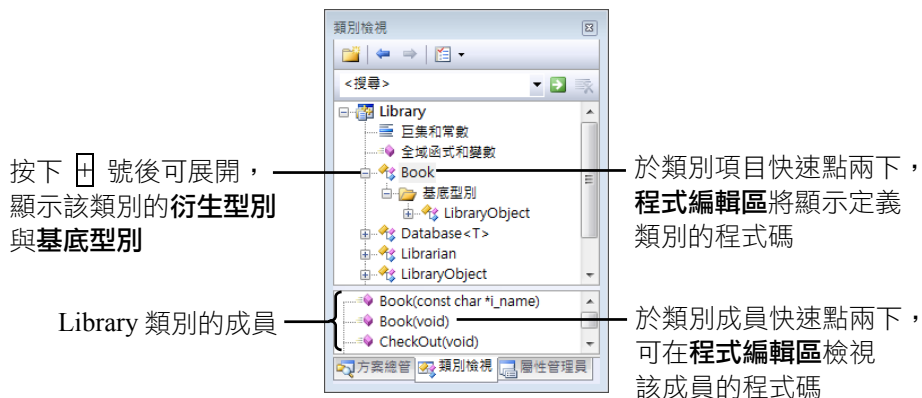 類別檢視
<搜尋>
Library
巨集和常數
全域函式和變數
Book
基底型別
LibraryObject
Database<T>
Librarian
LibraryObject
Book(const char *i_name)
Book(void)
CheckOut(void)
方案總管
類別檢視
屬性管理員
按下 + 號後可展開，
顯示該類別的衍生型別
與基底型別
Library 類別的成員
於類別項目快速點兩下，
程式編輯區將顯示定義
類別的程式碼
於類別成員快速點兩下，
可在程式編輯區檢視
該成員的程式碼